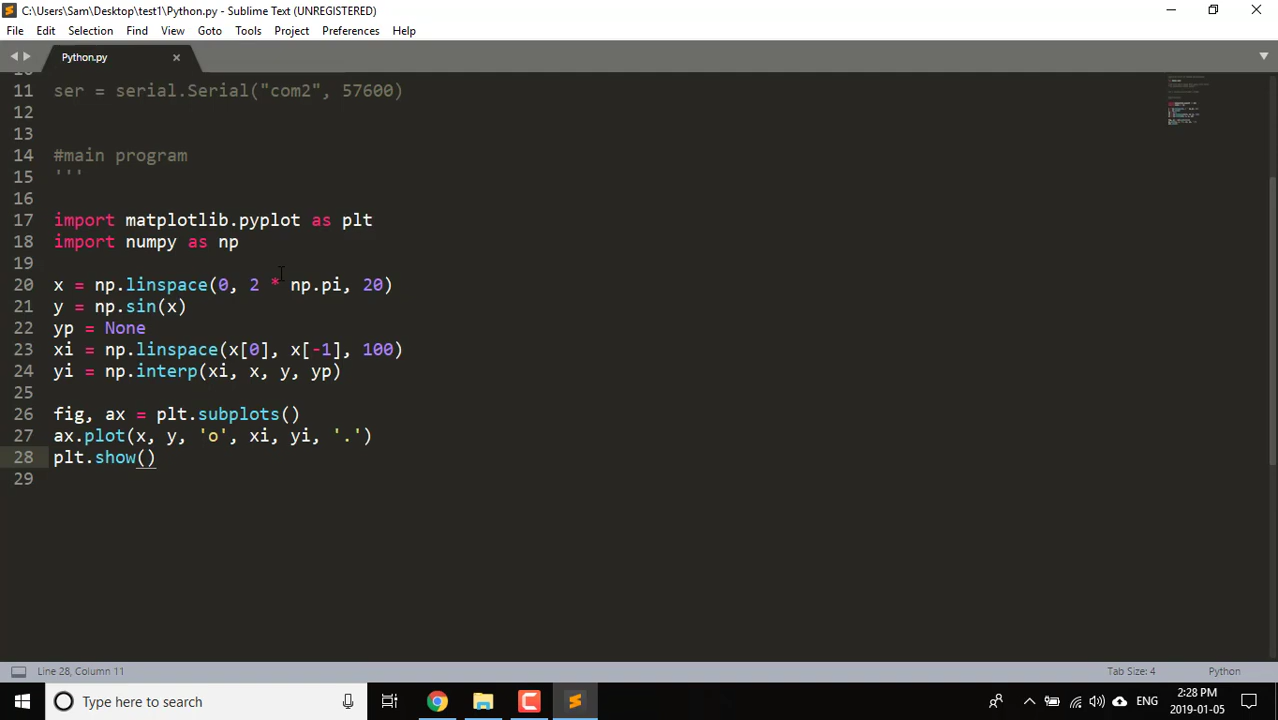 C:\Users\Sam\Desktop\test1\Python.py - Sublime Text (UNREGISTERED)
File Edit Selection Find View Goto Tools Project Preferences Help
Python.py
11 ser = serial.Serial("com2", 57600)
12
13
14 #main program
15 '''
16
17 import matplotlib.pyplot as plt
18 import numpy as np
19
20 x = np.linspace(0, 2 * np.pi, 20)
21 y = np.sin(x)
22 yp = None
23 xi = np.linspace(x[0], x[-1], 100)
24 yi = np.interp(xi, x, y, yp)
25
26 fig, ax = plt.subplots()
27 ax.plot(x, y, 'o', xi, yi, '.')
28 plt.show()
29
Line 28, Column 11 Tab Size: 4 Python
Type here to search ENG 2:28 PM
2019-01-05